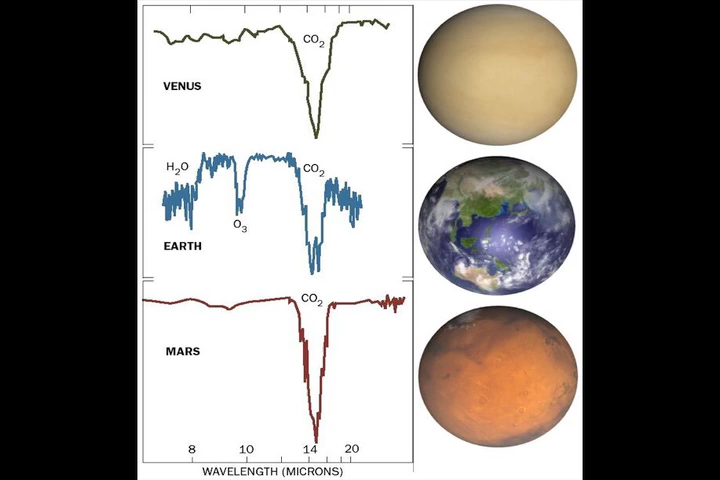 CO2
VENUS
H2O
CO2
O3
EARTH
CO2
MARS
8 10 14 20
WAVELENGTH (MICRONS)